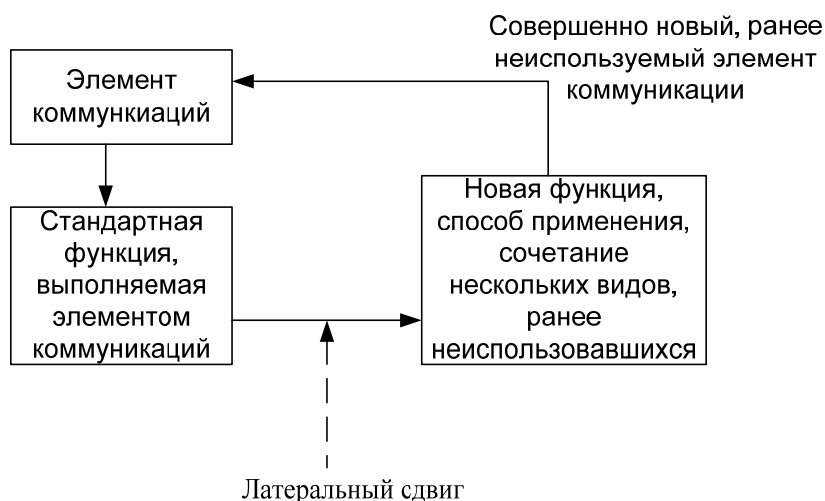 Совершенно новый, ранее
неиспользуемый элемент
коммуникации
Элемент
коммункиаций
Стандартная
функция,
выполняемая
элементом
коммуникаций
Новая функция,
способ применения,
сочетание
нескольких видов,
ранее
неиспользовавшихся
Латеральный сдвиг